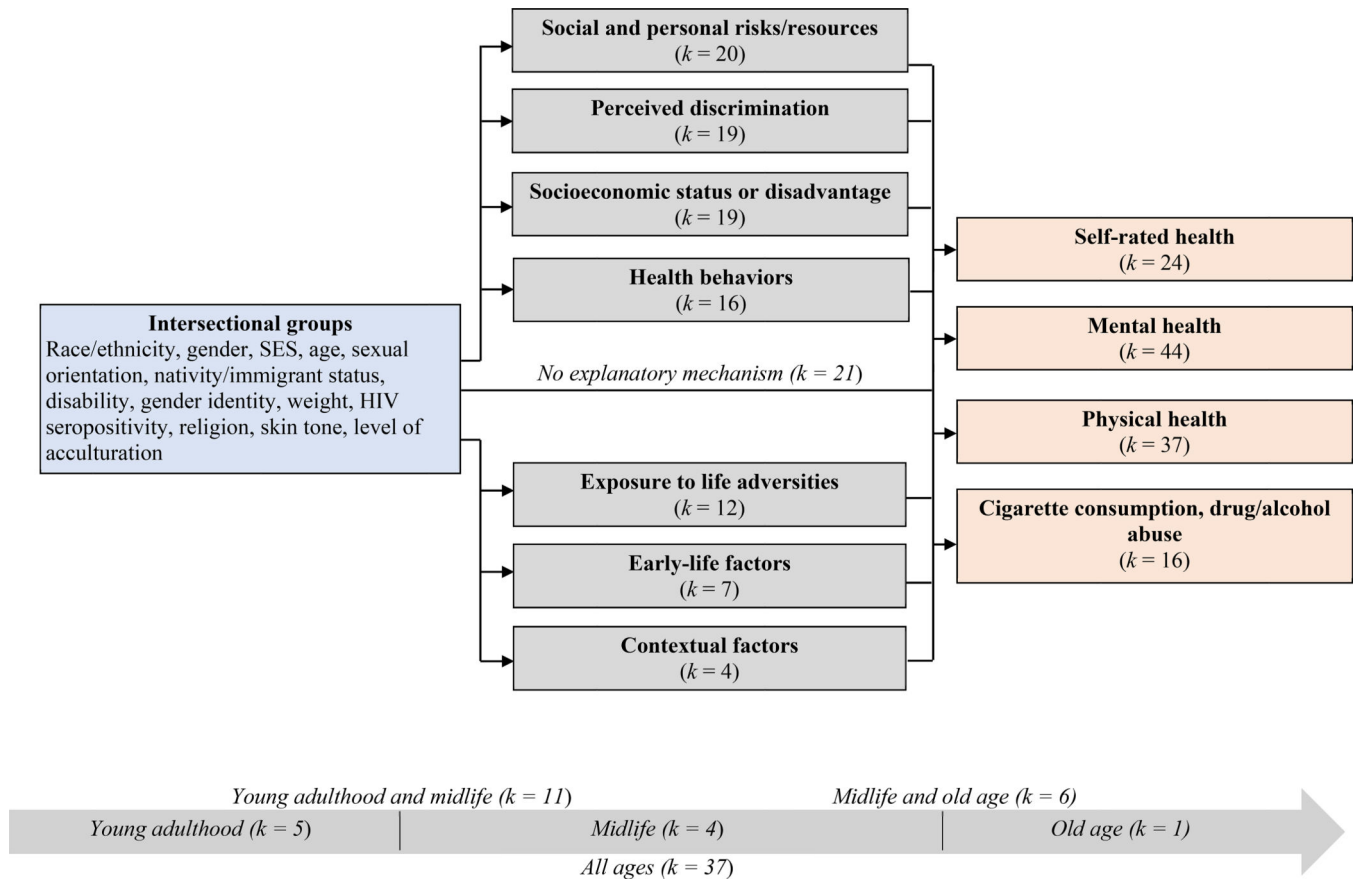 Social and personal risks/resources
(k = 20)
Perceived discrimination
(k = 19)
Socioeconomic status or disadvantage
(k = 19)
Health behaviors
(k = 16)
Intersectional groups
Race/ethnicity, gender, SES, age, sexual
orientation, nativity/immigrant status,
disability, gender identity, weight, HIV
seropositivity, religion, skin tone, level of
acculturation
No explanatory mechanism (k = 21)
Exposure to life adversities
(k = 12)
Early-life factors
(k = 7)
Contextual factors
(k = 4)
Self-rated health
(k = 24)
Mental health
(k = 44)
Physical health
(k = 37)
Cigarette consumption, drug/alcohol
abuse
(k = 16)
Young adulthood and midlife (k = 11)
Midlife and old age (k = 6)
Young adulthood (k = 5)
Midlife (k = 4)
Old age (k = 1)
All ages (k = 37)